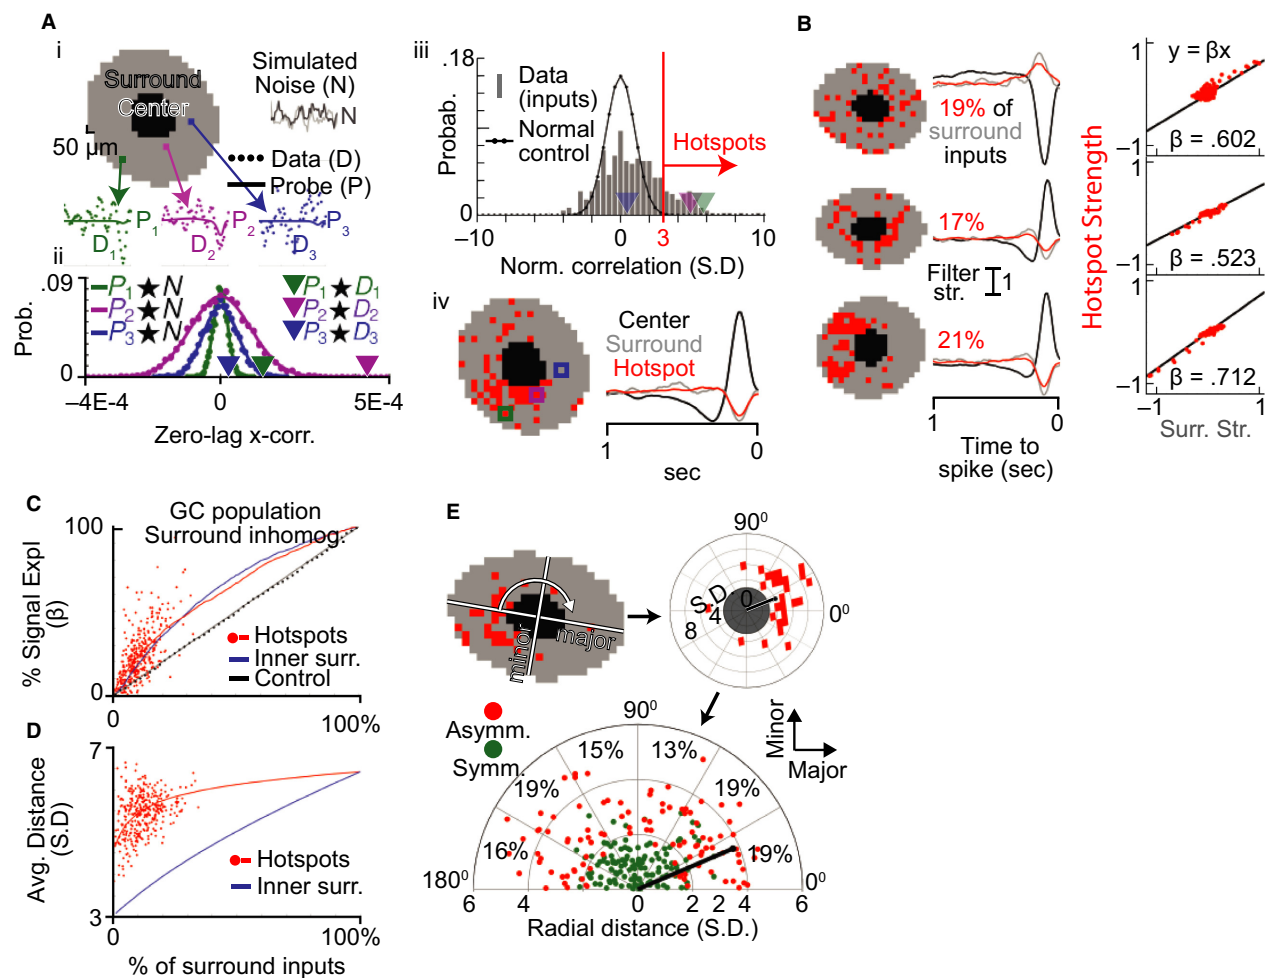 A
i
Surround
Center
50 µm
Simulated
Noise (N)
N
Data (D)
Probe (P)
P1
D1
P2
D2
P3
D3
ii
.09
Prob.
0
P1 ★ N
P2 ★ N
P3 ★ N
P1 ★ D1
P2 ★ D2
P3 ★ D3
−4E-4
0
5E-4
Zero-lag x-corr.
iii
.18
Probab.
0
Data
(inputs)
Normal
control
Hotspots
−10
0
3
10
Norm. correlation (S.D)
iv
Center
Surround
Hotspot
1
0
sec
B
19% of
surround
inputs
17%
Filter
str.
1
21%
1
0
Time to
spike (sec)
Hotspot Strength
1
y = βx
β = .602
−1
1
β = .523
−1
1
β = .712
−1
−1
1
Surr. Str.
C
GC population
Surround inhomog.
100
% Signal Expl
(β)
0
Hotspots
Inner surr.
Control
0
100%
D
7
Avg. Distance
(S.D)
3
Hotspots
Inner surr.
0
100%
% of surround inputs
E
minor
major
90⁰
0⁰
S.D.
0
4
8
Minor
Major
Asymm.
Symm.
90⁰
15%
13%
19%
19%
16%
19%
180⁰
0⁰
6
4
0
2
2
4
6
Radial distance (S.D.)